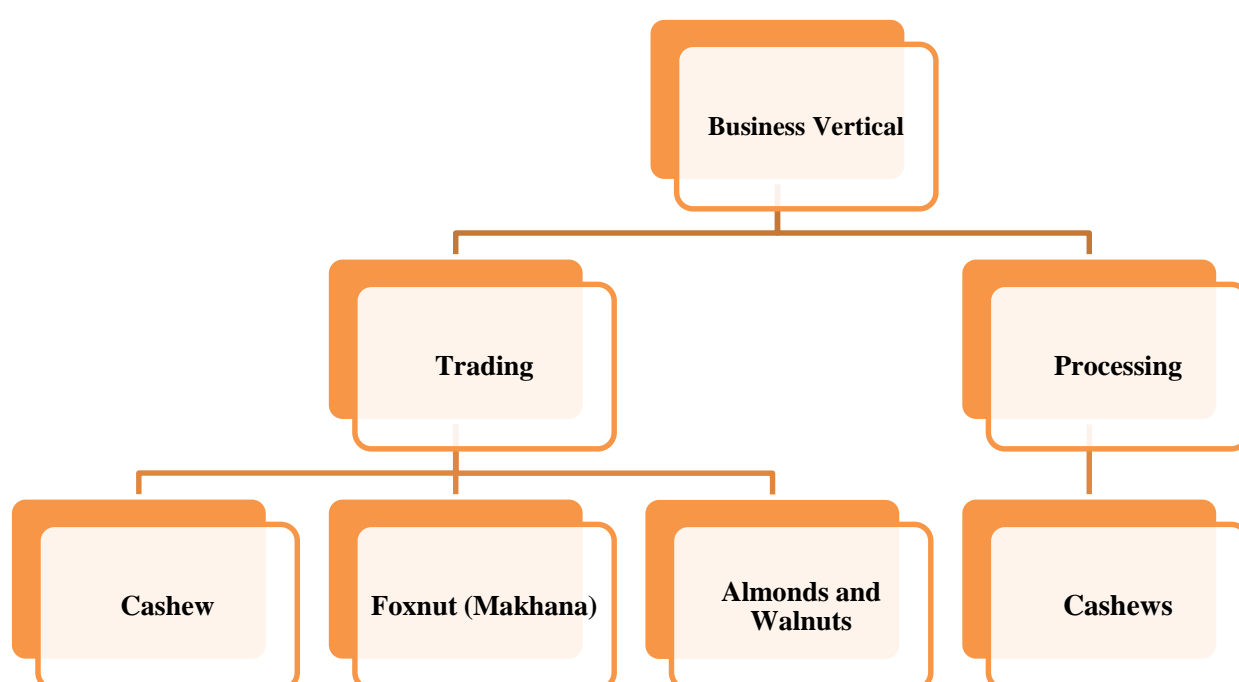 Business Vertical
Trading
Processing
Cashew
Foxnut (Makhana)
Almonds and
Walnuts
Cashews